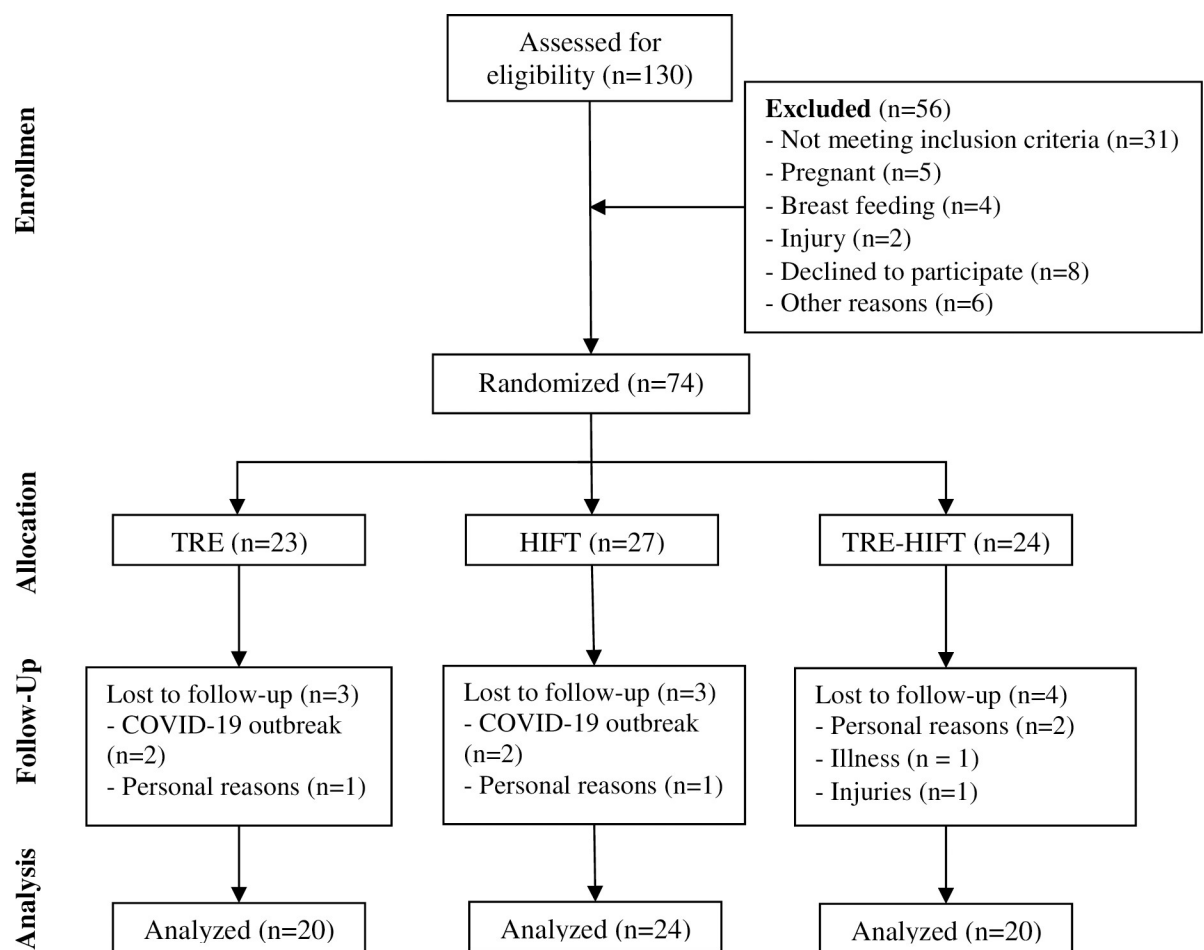 Assessed for
eligibility (n=130)
Enrollmen
Excluded (n=56)
- Not meeting inclusion criteria (n=31)
- Pregnant (n=5)
- Breast feeding (n=4)
- Injury (n=2)
- Declined to participate (n=8)
- Other reasons (n=6)
Randomized (n=74)
Allocation
TRE (n=23)
HIFT (n=27)
TRE-HIFT (n=24)
Follow-Up
Lost to follow-up (n=3)
- COVID-19 outbreak
(n=2)
- Personal reasons (n=1)
Lost to follow-up (n=3)
- COVID-19 outbreak
(n=2)
- Personal reasons (n=1)
Lost to follow-up (n=4)
- Personal reasons (n=2)
- Illness (n = 1)
- Injuries (n=1)
Analysis
Analyzed (n=20)
Analyzed (n=24)
Analyzed (n=20)